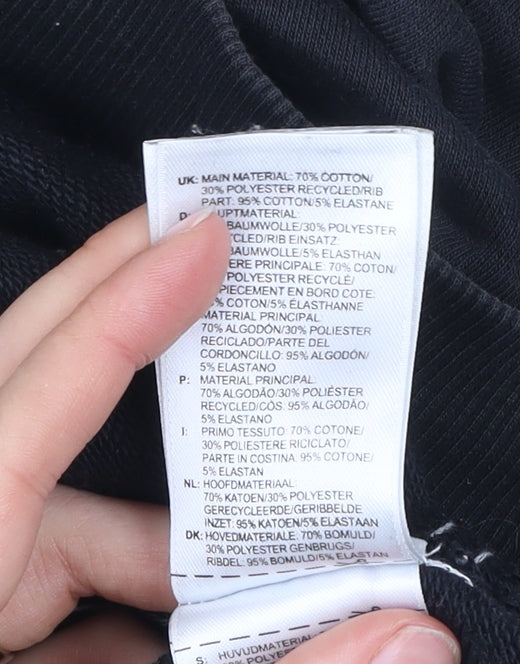 UK: MAIN MATERIAL: 70% COTTON/
30% POLYESTER RECYCLED/RIB
PART: 95% COTTON/5% ELASTANE
D: UPTMATERIAL:
BAUMWOLLE/30% POLYESTER
RECYCLED/RIB EINSATZ:
BAUMWOLLE/5% ELASTHAN
ERE PRINCIPALE: 70% COTON/
POLYESTER RECYCLÉ/
PIECEMENT EN BORD COTE:
% COTON/5% ÉLASTHANNE
MATERIAL PRINCIPAL:
70% ALGODÓN/30% POLIESTER
RECICLADO/PARTE DEL
CORDONCILLO: 95% ALGODÓN/
5% ELASTANO
P: MATERIAL PRINCIPAL:
70% ALGODÃO/30% POLIÉSTER
RECYCLED/CÓS: 95% ALGODÃO/
5% ELASTANO
I: PRIMO TESSUTO: 70% COTONE/
30% POLIESTERE RICICLATO/
PARTE IN COSTINA: 95% COTONE/
5% ELASTAN
NL: HOOFDMATERIAAL:
70% KATOEN/30% POLYESTER
GERECYCLEERDE/GERIBBELDE
INZET: 95% KATOEN/5% ELASTAAN
DK: HOVEDMATERIALE: 70% BOMULD/
30% POLYESTER GENBRUGS/
RIBDEL: 95% BOMULD/5% ELASTAN
S: HUVUDMATERIAL
POLYESTER